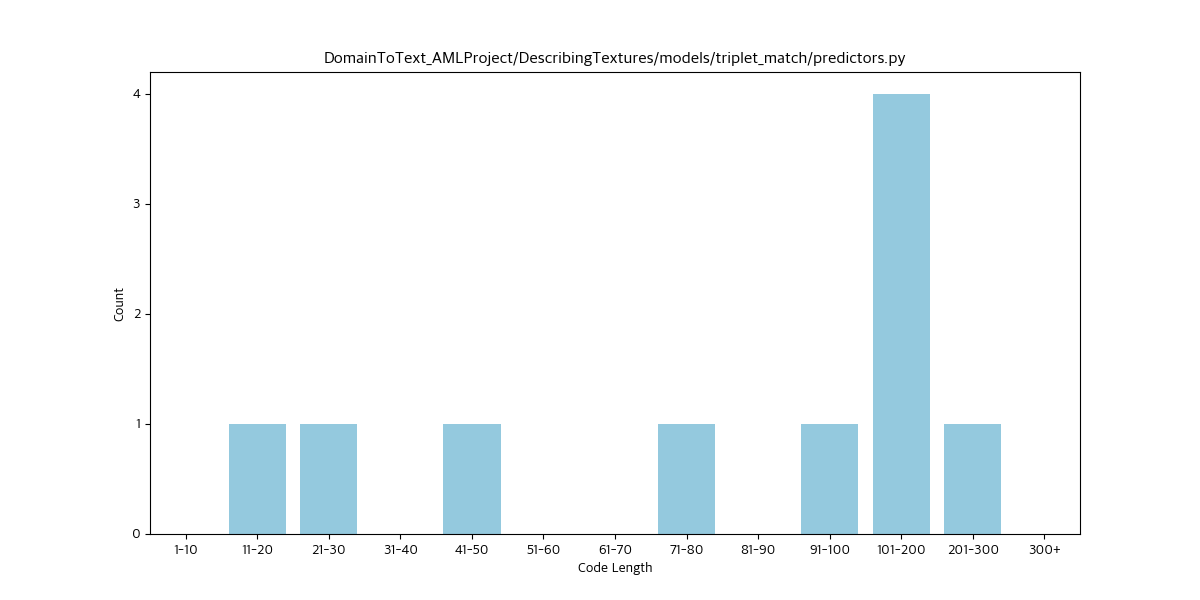 DomainToText_AMLProject/DescribingTextures/models/triplet_match/predictors.py
4
3
2
1
0
Count
1-10 11-20 21-30 31-40 41-50 51-60 61-70 71-80 81-90 91-100 101-200 201-300 300+
Code Length